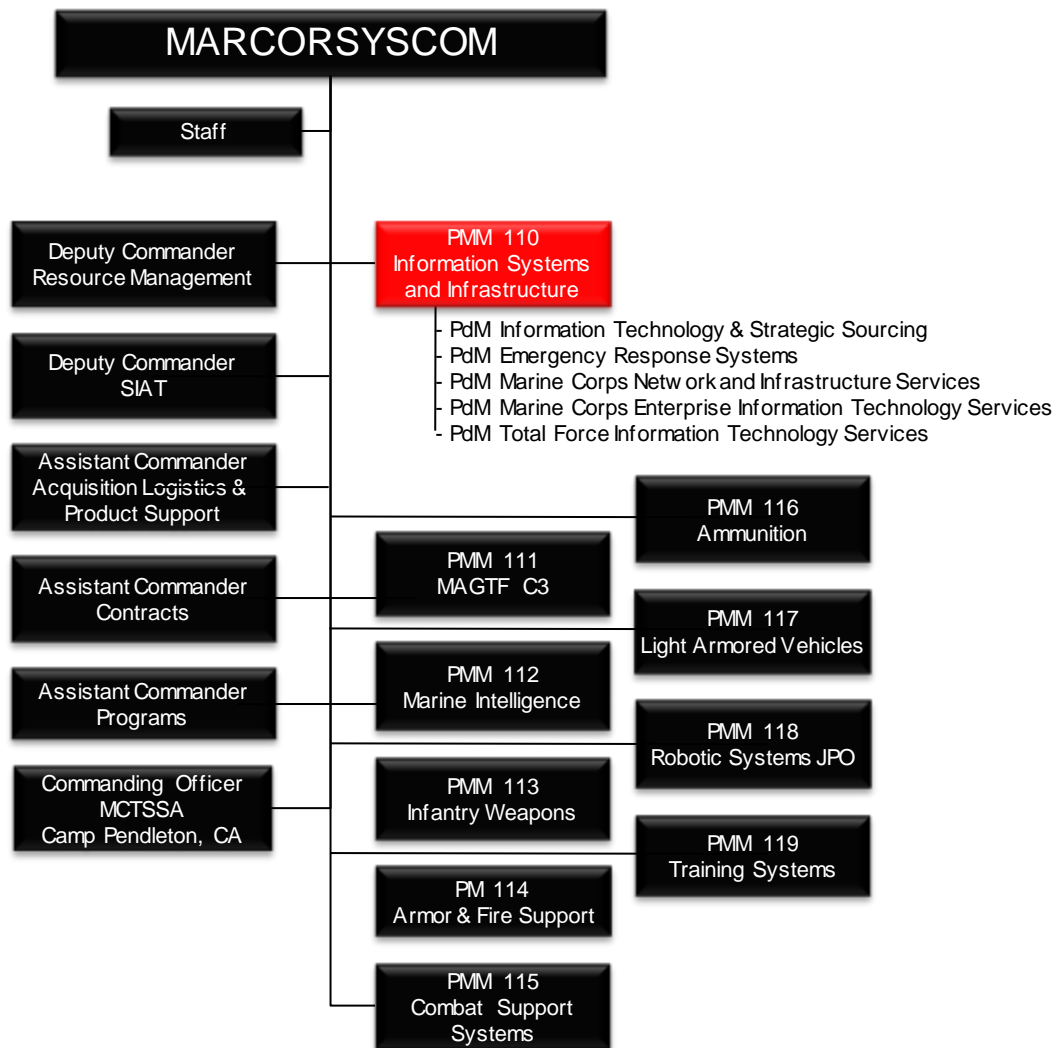 MARCORSYSCOM
Staff
Deputy Commander
Resource Management
PMM 110
Information Systems
and Infrastructure
- PdM Information Technology & Strategic Sourcing
- PdM Emergency Response Systems
- PdM Marine Corps Network and Infrastructure Services
- PdM Marine Corps Enterprise Information Technology Services
- PdM Total Force Information Technology Services
Deputy Commander
SIAT
Assistant Commander
Acquisition Logistics &
Product Support
PMM 116
Ammunition
Assistant Commander
Contracts
PMM 111
MAGTF C3
PMM 117
Light Armored Vehicles
Assistant Commander
Programs
PMM 112
Marine Intelligence
PMM 118
Robotic Systems JPO
Commanding Officer
MCTSSA
Camp Pendleton, CA
PMM 113
Infantry Weapons
PMM 119
Training Systems
PM 114
Armor & Fire Support
PMM 115
Combat Support
Systems